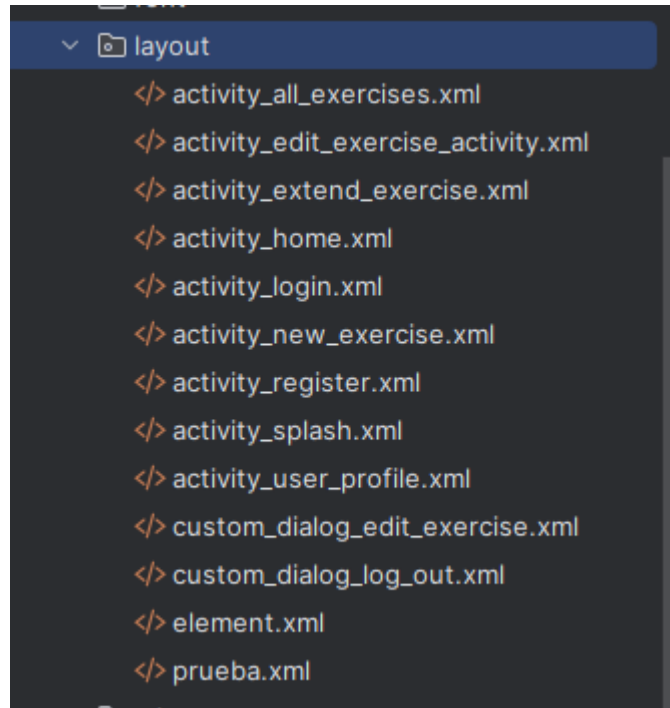 layout
</> activity_all_exercises.xml
</> activity_edit_exercise_activity.xml
</> activity_extend_exercise.xml
</> activity_home.xml
</> activity_login.xml
</> activity_new_exercise.xml
</> activity_register.xml
</> activity_splash.xml
</> activity_user_profile.xml
</> custom_dialog_edit_exercise.xml
</> custom_dialog_log_out.xml
</> element.xml
</> prueba.xml